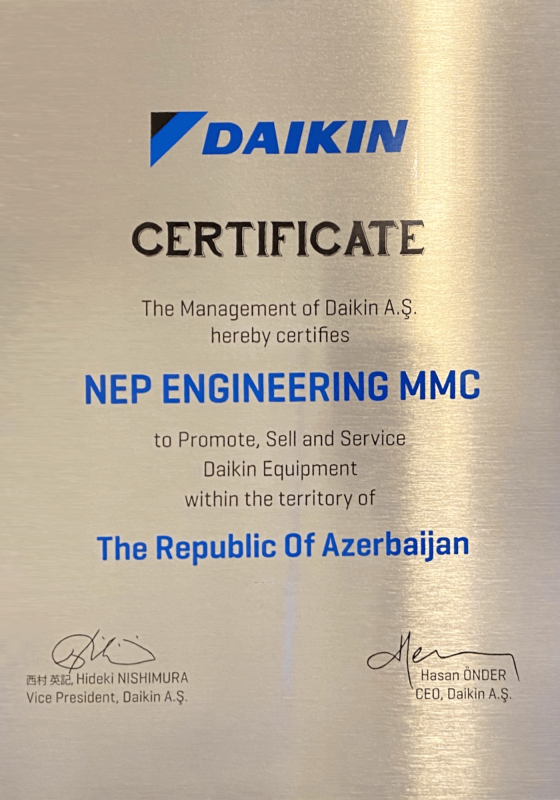 DAIKIN
CERTIFICATE
The Management of Daikin A.Ş.
hereby certifies
NEP ENGINEERING MMC
to Promote, Sell and Service
Daikin Equipment
within the territory of
The Republic Of Azerbaijan
西村 英記, Hideki NISHIMURA
Vice President, Daikin A.Ş.
Hasan ÖNDER
CEO, Daikin A.Ş.